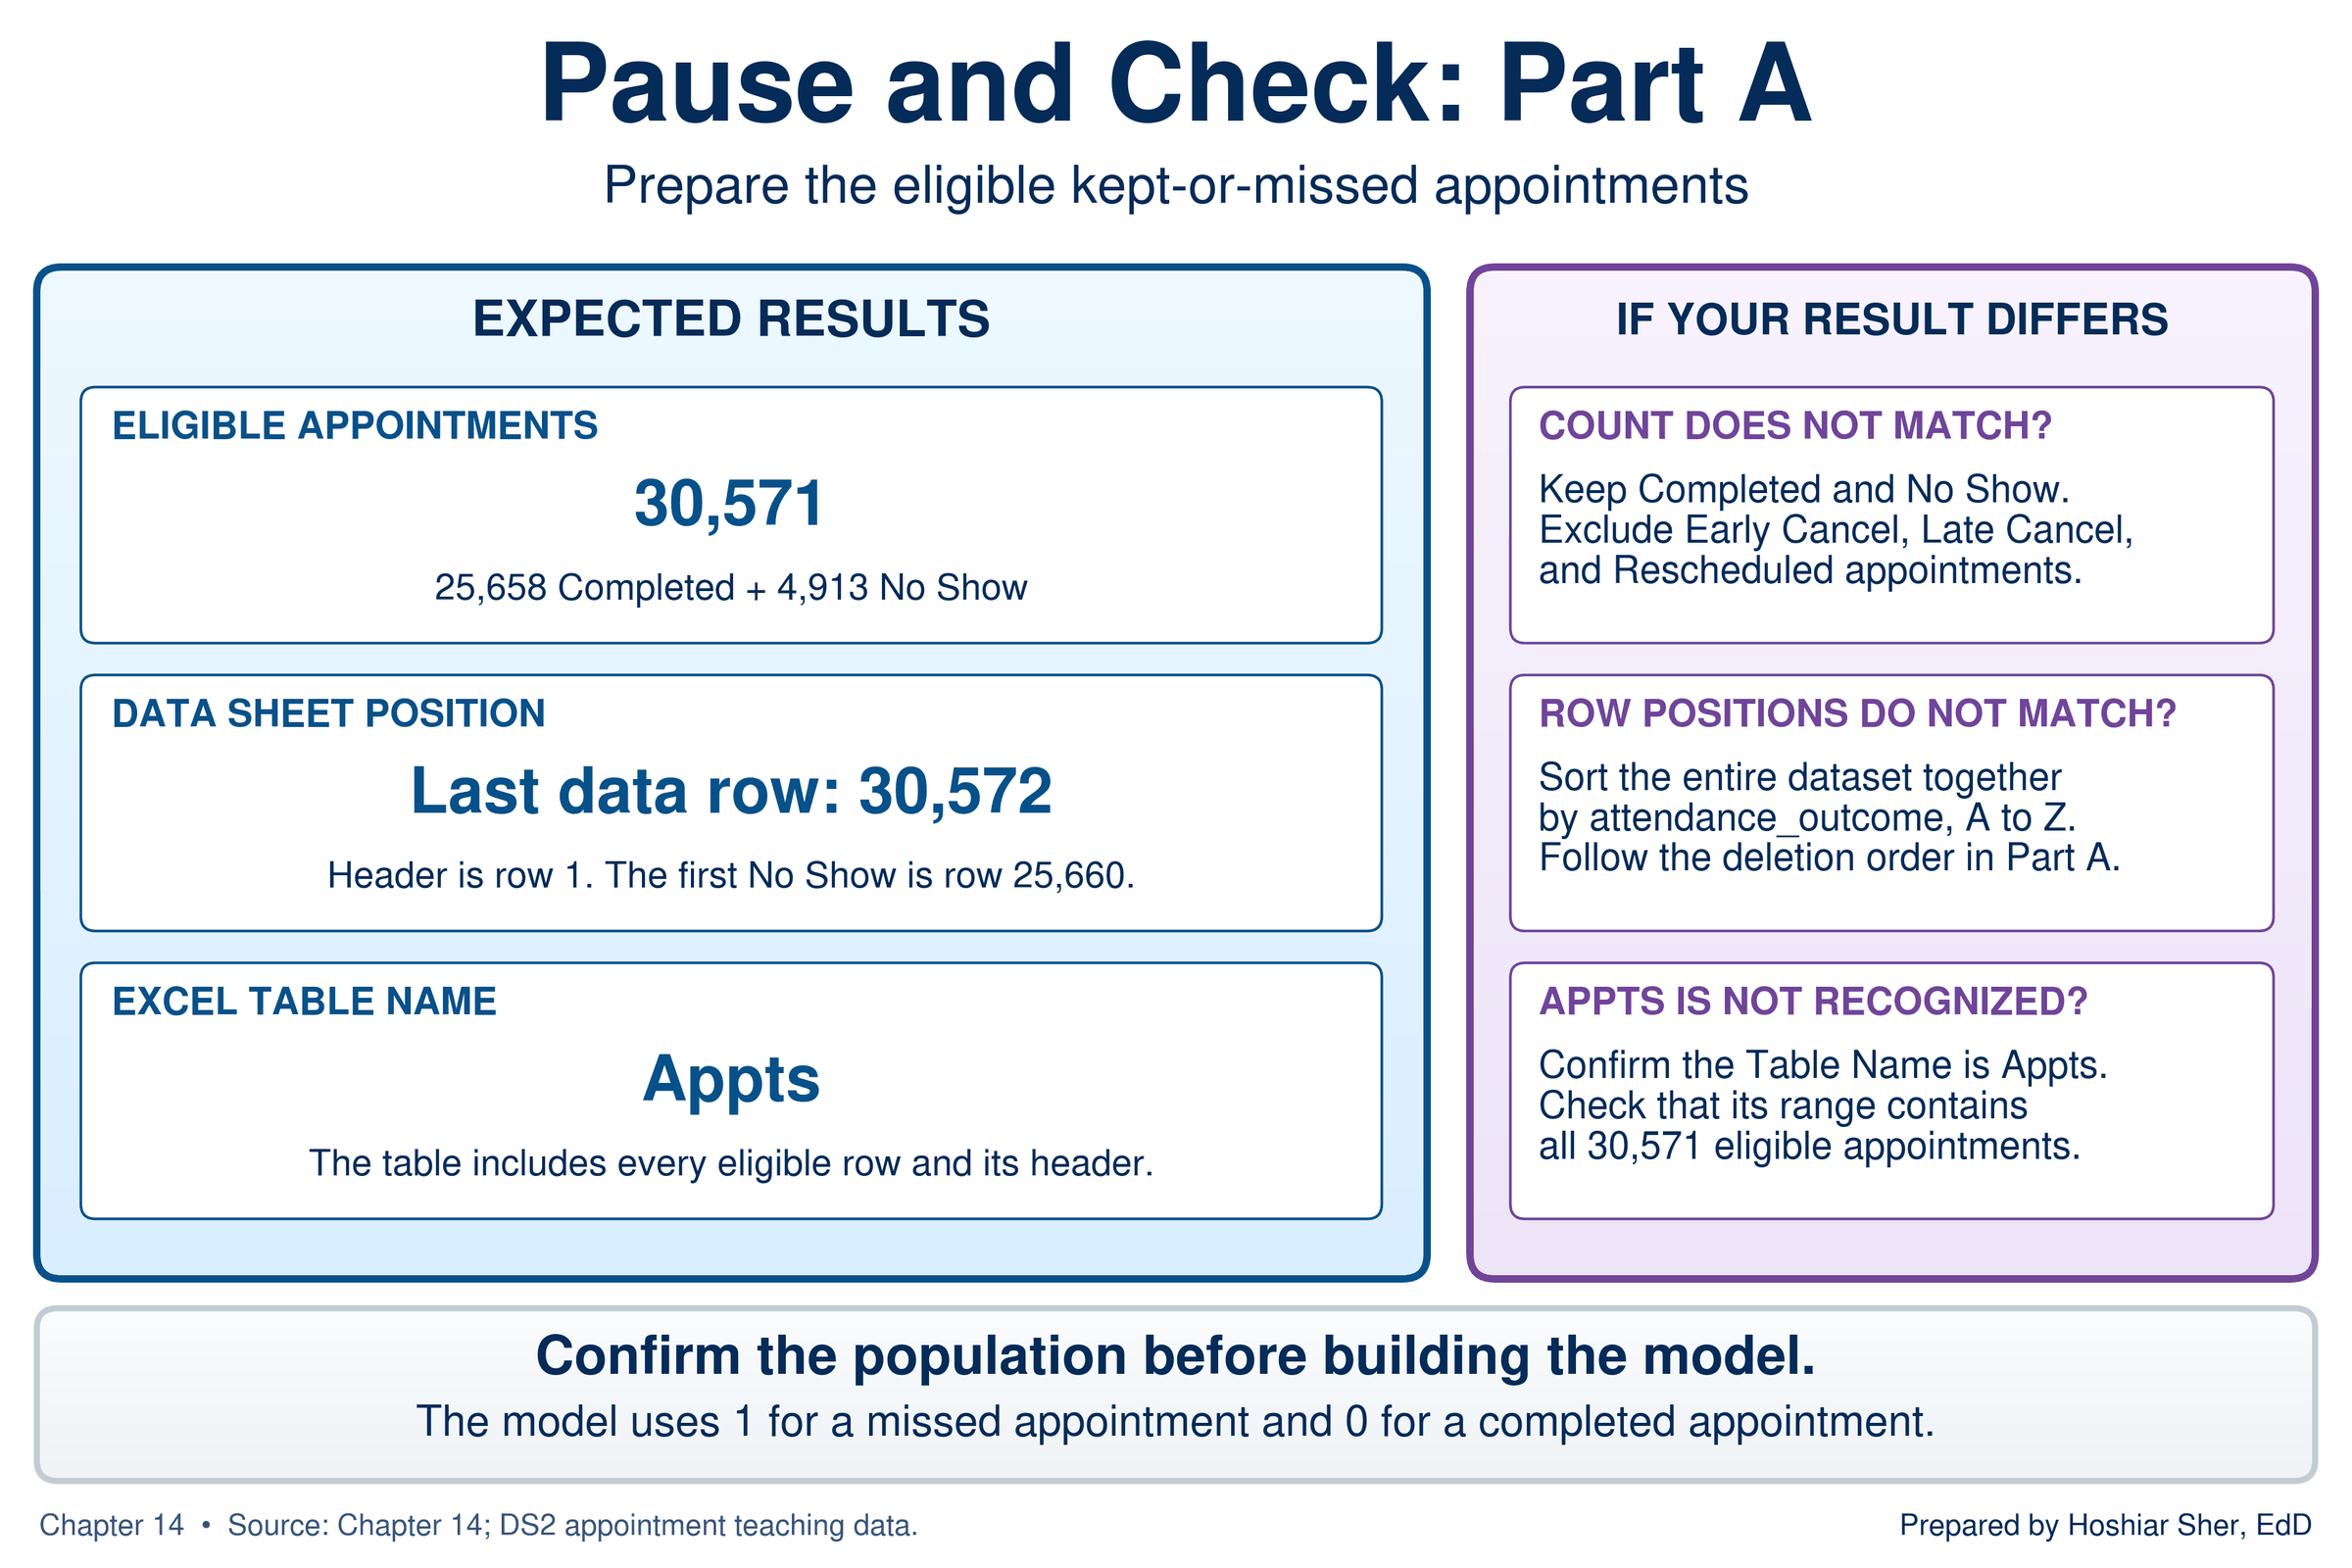 Pause and Check: Part A
Prepare the eligible kept-or-missed appointments
EXPECTED RESULTS
ELIGIBLE APPOINTMENTS
30,571
25,658 Completed + 4,913 No Show
DATA SHEET POSITION
Last data row: 30,572
Header is row 1. The first No Show is row 25,660.
EXCEL TABLE NAME
Appts
The table includes every eligible row and its header.
IF YOUR RESULT DIFFERS
COUNT DOES NOT MATCH?
Keep Completed and No Show.
Exclude Early Cancel, Late Cancel,
and Rescheduled appointments.
ROW POSITIONS DO NOT MATCH?
Sort the entire dataset together
by attendance_outcome, A to Z.
Follow the deletion order in Part A.
APPTS IS NOT RECOGNIZED?
Confirm the Table Name is Appts.
Check that its range contains
all 30,571 eligible appointments.
Confirm the population before building the model.
The model uses 1 for a missed appointment and 0 for a completed appointment.
Chapter 14 • Source: Chapter 14; DS2 appointment teaching data.
Prepared by Hoshiar Sher, EdD